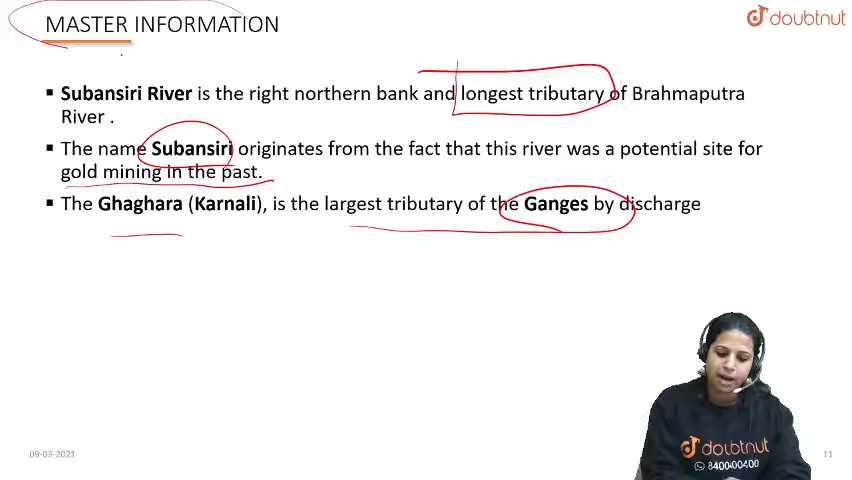 MASTER INFORMATION
doubtnut
▪ Subansiri River is the right northern bank and longest tributary of Brahmaputra
River .
▪ The name Subansiri originates from the fact that this river was a potential site for
gold mining in the past.
▪ The Ghaghara (Karnali), is the largest tributary of the Ganges by discharge
doubtnut
8400400400
09-03-2021
11